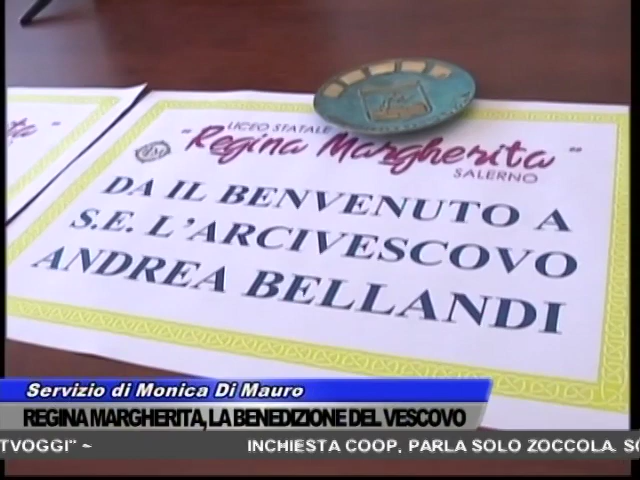 LICEO STATALE
"Regina Margherita"
SALERNO
DA IL BENVENUTO A
S.E. L'ARCIVESCOVO
ANDREA BELLANDI
Servizio di Monica Di Mauro
REGINA MARGHERITA, LA BENEDIZIONE DEL VESCOVO
TVOGGI" ~ INCHIESTA COOP, PARLA SOLO ZOCCOLA. SO